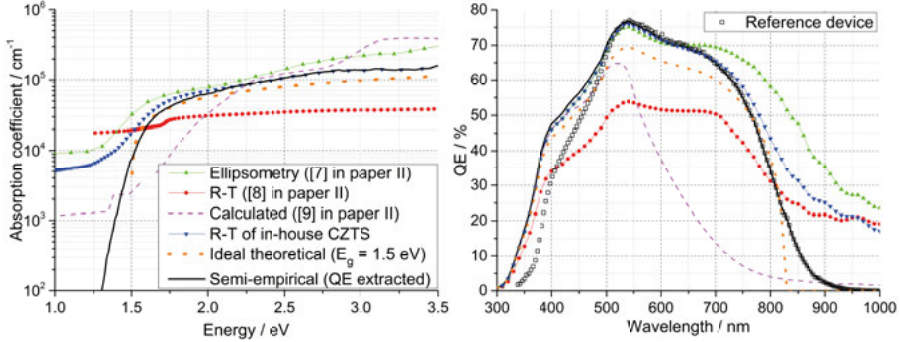 Absorption coefficient / cm⁻¹
10⁶
10⁵
10⁴
10³
10²
1.0 1.5 2.0 2.5 3.0 3.5
Energy / eV
Ellipsometry ([7] in paper II)
R-T ([8] in paper II)
Calculated ([9] in paper II)
R-T of in-house CZTS
Ideal theoretical (E_g = 1.5 eV)
Semi-empirical (QE extracted)
QE / %
80
70
60
50
40
30
20
10
0
300 400 500 600 700 800 900 1000
Wavelength / nm
Reference device